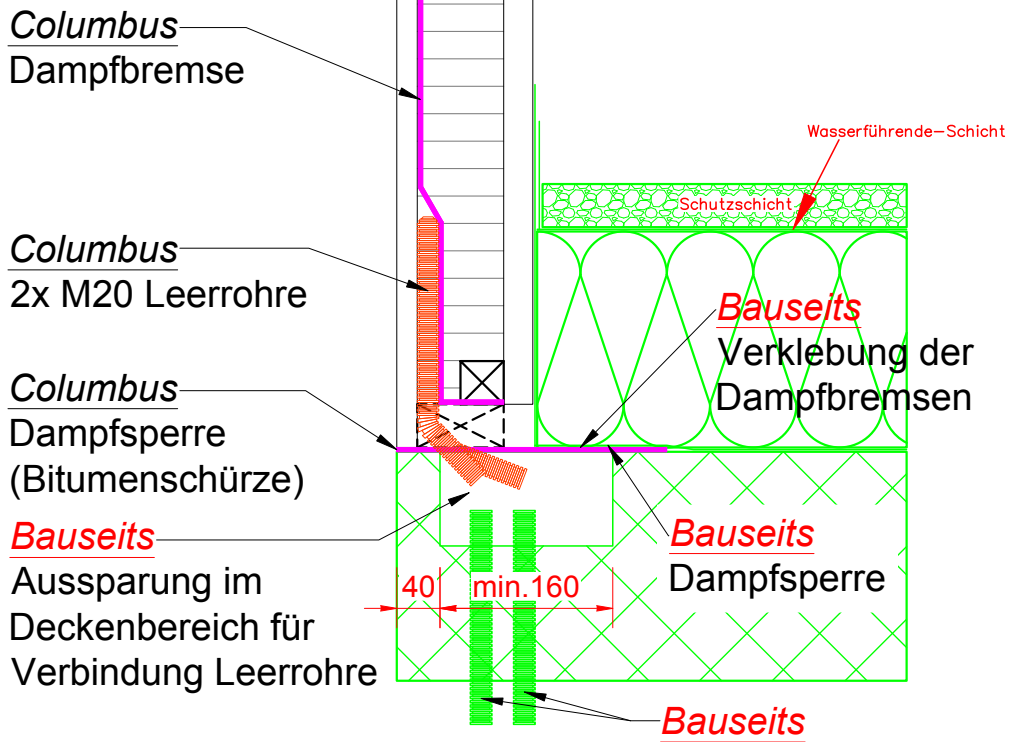 Columbus
Dampfbremse
Wasserführende-Schicht
Schutzschicht
Columbus
2x M20 Leerrohre
Bauseits
Verklebung der
Dampfbremsen
Columbus
Dampfsperre
(Bitumenschürze)
Bauseits
Aussparung im
Deckenbereich für
Verbindung Leerrohre
Bauseits
Dampfsperre
40
min.160
Bauseits